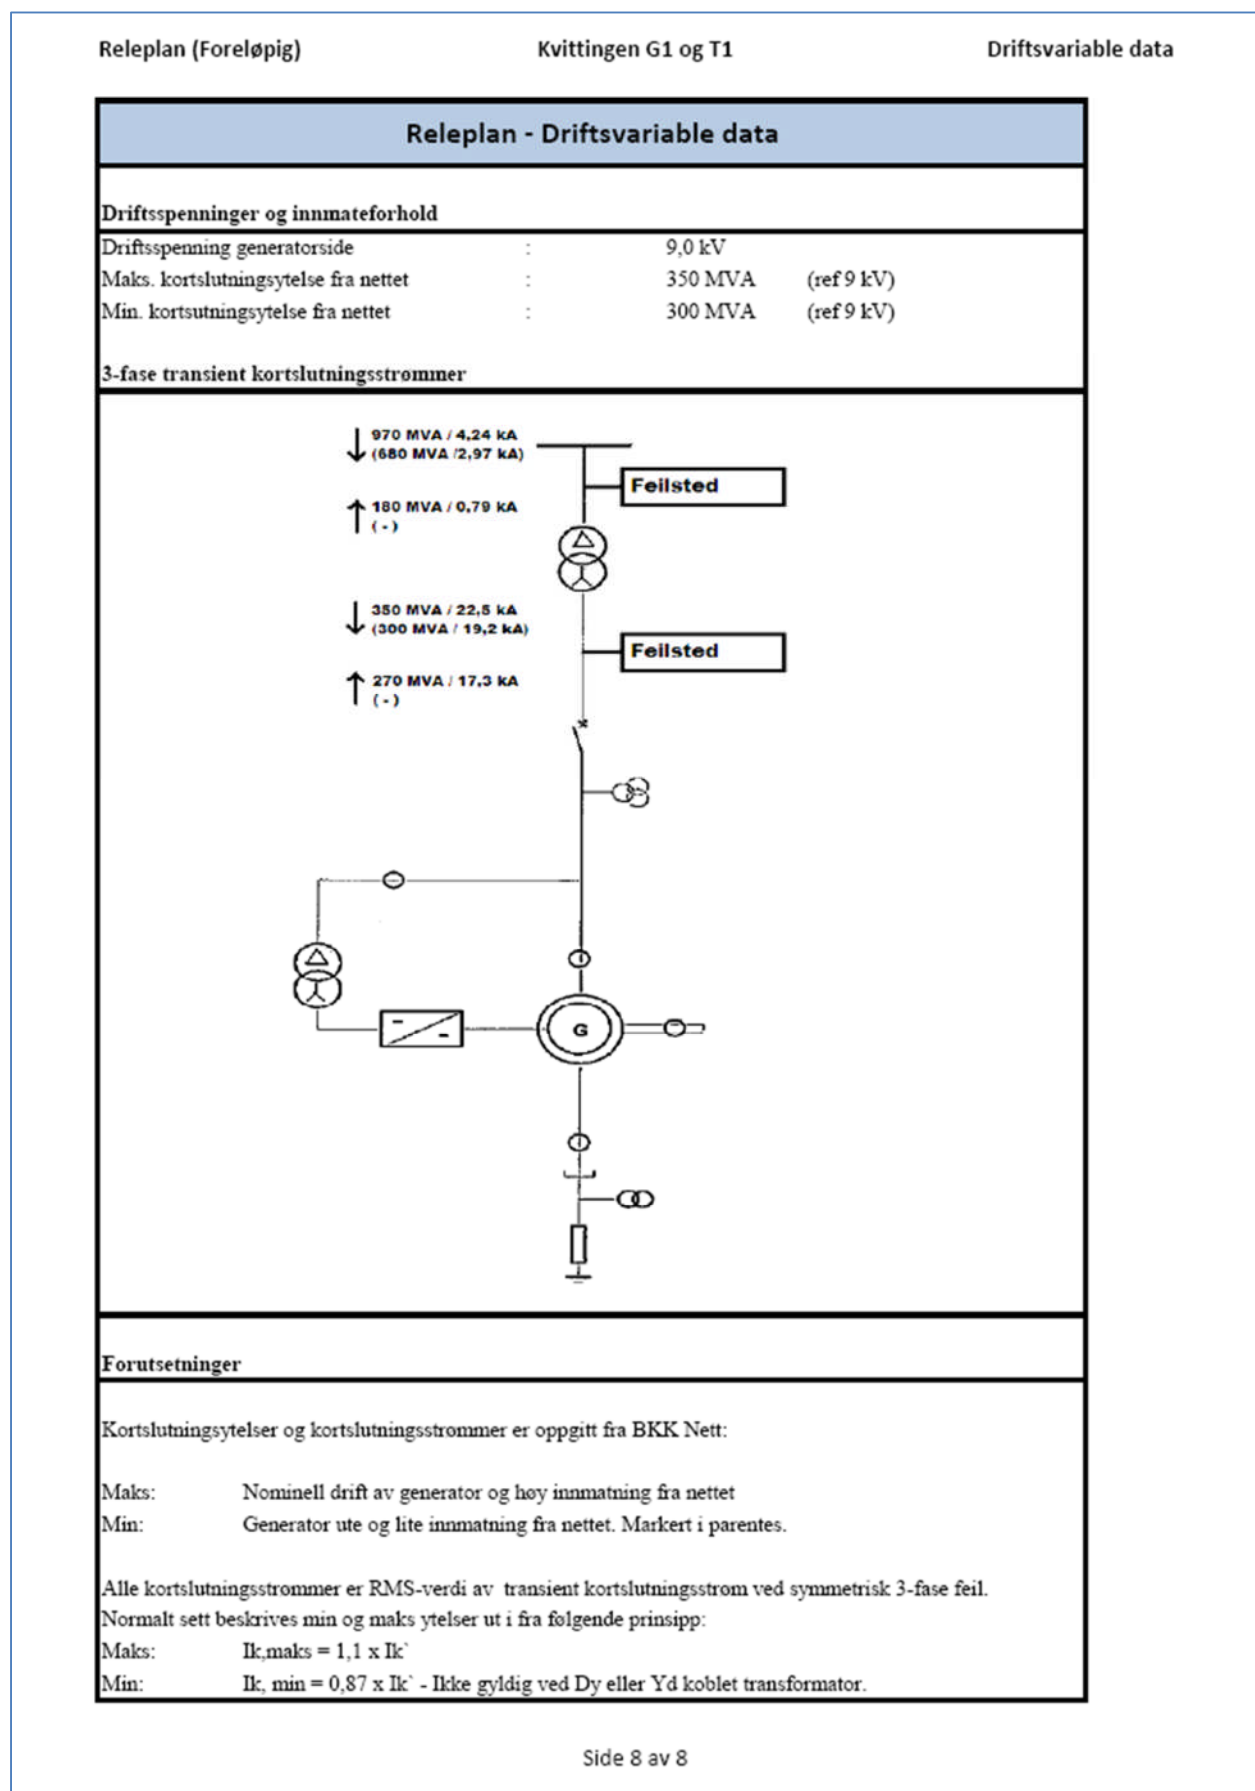 Releplan (Foreløpig) Kvittingen G1 og T1 Driftsvariable data
Releplan - Driftsvariable data
Driftsspenninger og innmateforhold
Driftsspenning generatorside : 9,0 kV
Maks. kortslutningsytelse fra nettet : 350 MVA (ref 9 kV)
Min. kortsutningsytelse fra nettet : 300 MVA (ref 9 kV)
3-fase transient kortslutningsstrømmer
970 MVA / 4,24 kA
(680 MVA /2,97 kA)
Feilsted
180 MVA / 0,79 kA
( - )
350 MVA / 22,5 kA
(300 MVA / 19,2 kA)
Feilsted
270 MVA / 17,3 kA
( - )
G
Forutsetninger
Kortslutningsytelser og kortslutningsstrømmer er oppgitt fra BKK Nett:
Maks: Nominell drift av generator og høy innmatning fra nettet
Min: Generator ute og lite innmatning fra nettet. Markert i parentes.
Alle kortslutningsstrømmer er RMS-verdi av transient kortslutningsstrøm ved symmetrisk 3-fase feil.
Normalt sett beskrives min og maks ytelser ut i fra følgende prinsipp:
Maks: Ik,maks = 1,1 x Ik`
Min: Ik, min = 0,87 x Ik` - Ikke gyldig ved Dy eller Yd koblet transformator.
Side 8 av 8